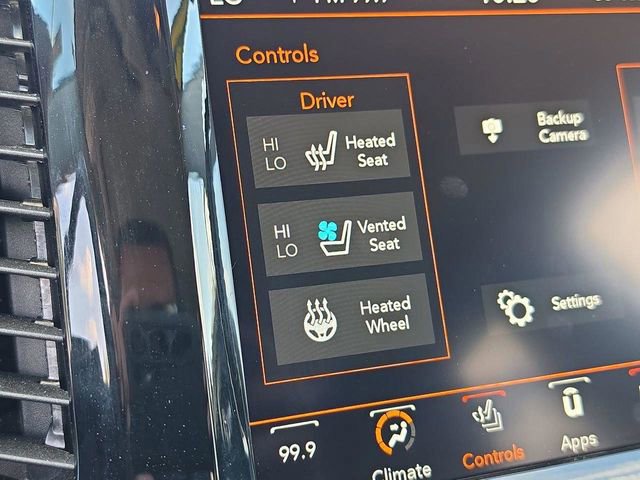 Controls
Driver
HI
LO
Heated
Seat
Backup
Camera
HI
LO
Vented
Seat
Heated
Wheel
Settings
99.9
Climate
Controls
Apps